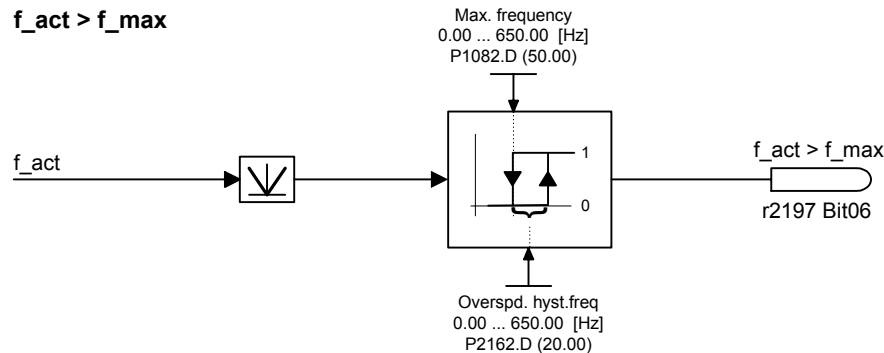 f_act > f_max
Max. frequency
0.00 ... 650.00 [Hz]
P1082.D (50.00)
f_act
1
0
f_act > f_max
r2197 Bit06
Overspd. hyst.freq
0.00 ... 650.00 [Hz]
P2162.D (20.00)